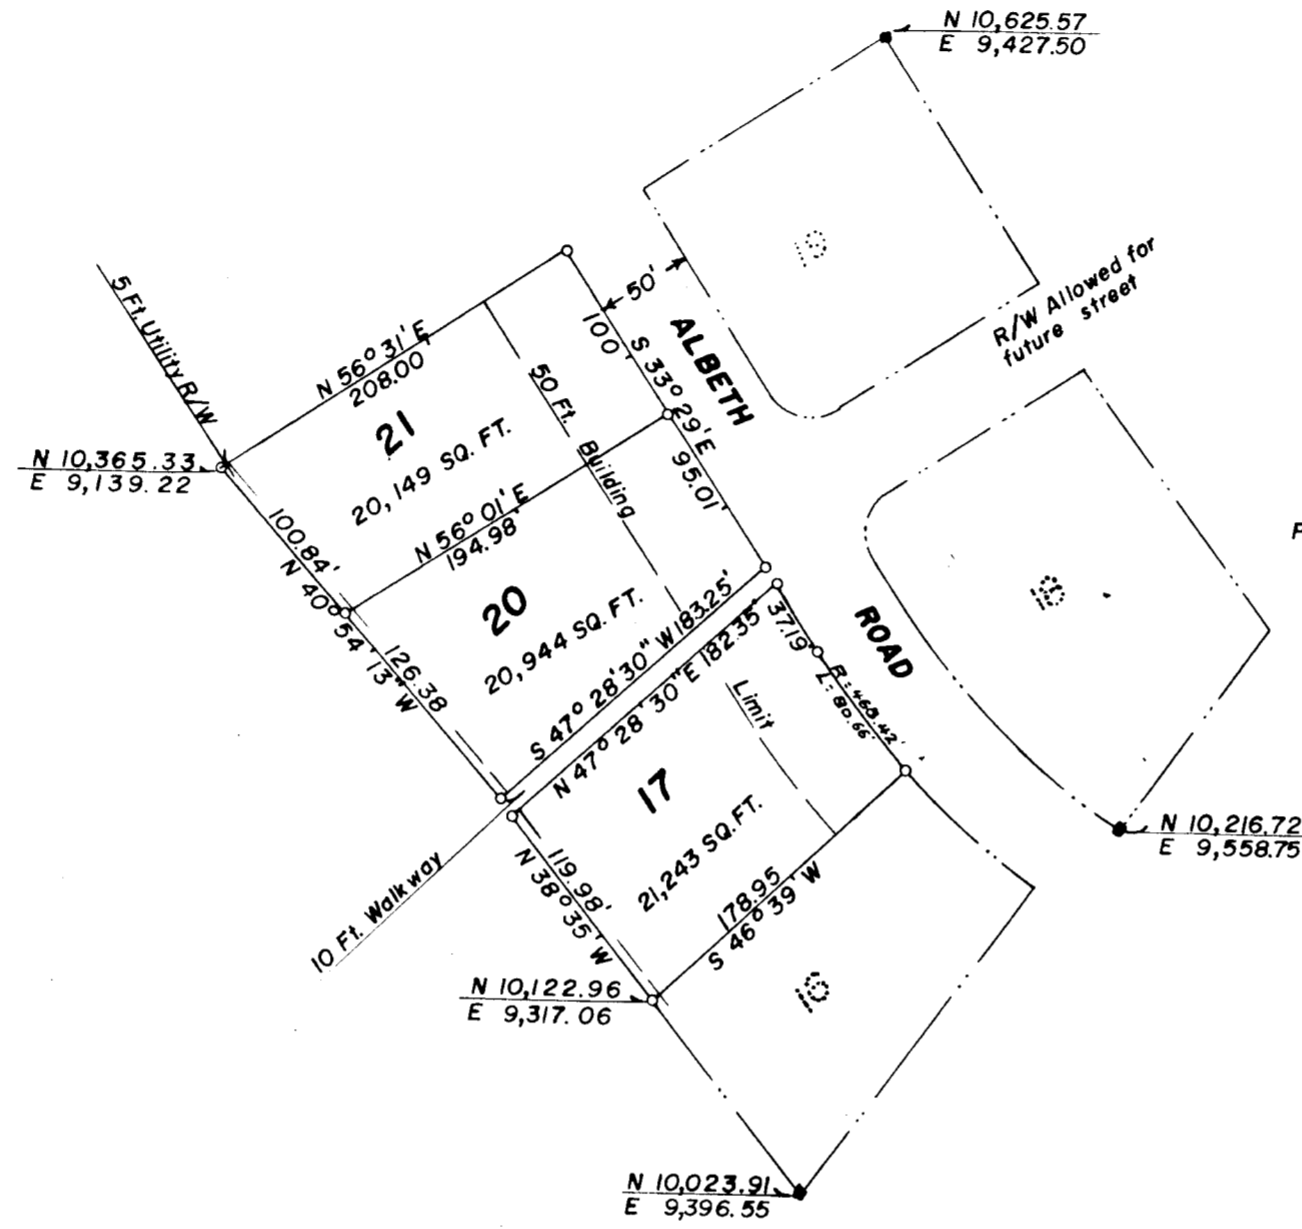 N 10,625.57
E 9,427.50
19
R/W Allowed for
future street
50'
ALBETH
ROAD
5 Ft. Utility R/W
N 56° 31' E
208.00
100'
S 33° 29' E
95.01'
21
20,149 SQ. FT.
50 Ft.
Building
Limit
N 10,365.33
E 9,139.22
100.84'
N 40° 54' 13" W
126.38
N 56° 01' E
194.98'
20
20,944 SQ. FT.
S 47° 28' 30" W 183.25'
N 47° 28' 30" E 182.35'
37.19'
L = 80.66'
17
21,243 SQ. FT.
119.98'
N 38° 35' W
10 Ft. Walkway
178.95
S 46° 39' W
N 10,216.72
E 9,558.75
N 10,122.96
E 9,317.06
16
N 10,023.91
E 9,396.55